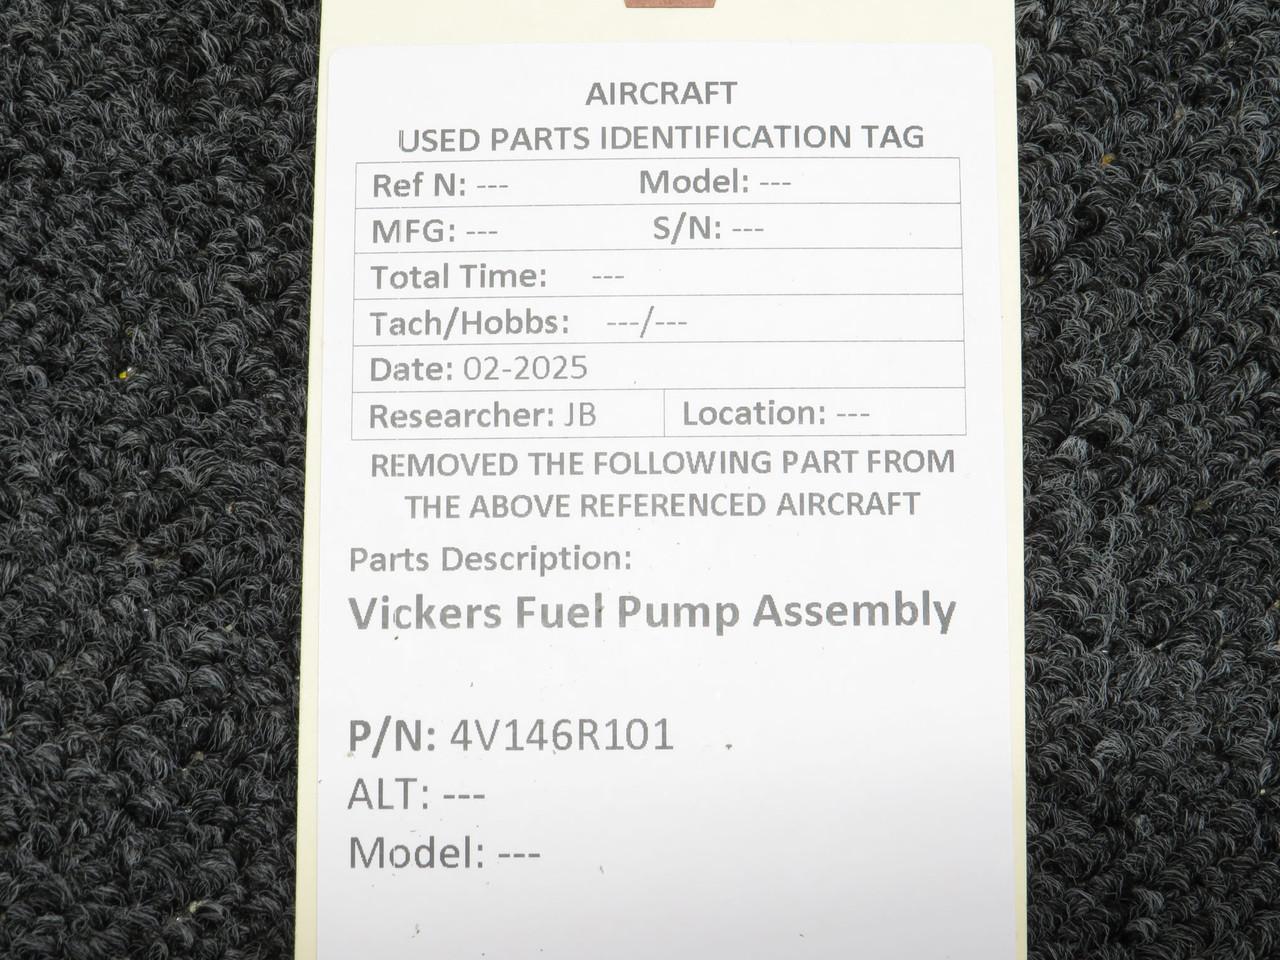 AIRCRAFT
USED PARTS IDENTIFICATION TAG
Ref N: --- Model: ---
MFG: --- S/N: ---
Total Time: ---
Tach/Hobbs: ---/---
Date: 02-2025
Researcher: JB Location: ---
REMOVED THE FOLLOWING PART FROM
THE ABOVE REFERENCED AIRCRAFT
Parts Description:
Vickers Fuel Pump Assembly
P/N: 4V146R101
ALT: ---
Model: ---